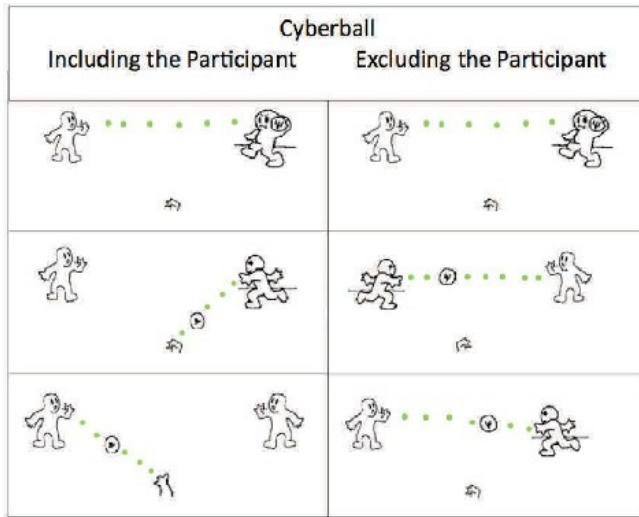 Cyberball
Including the Participant
Excluding the Participant